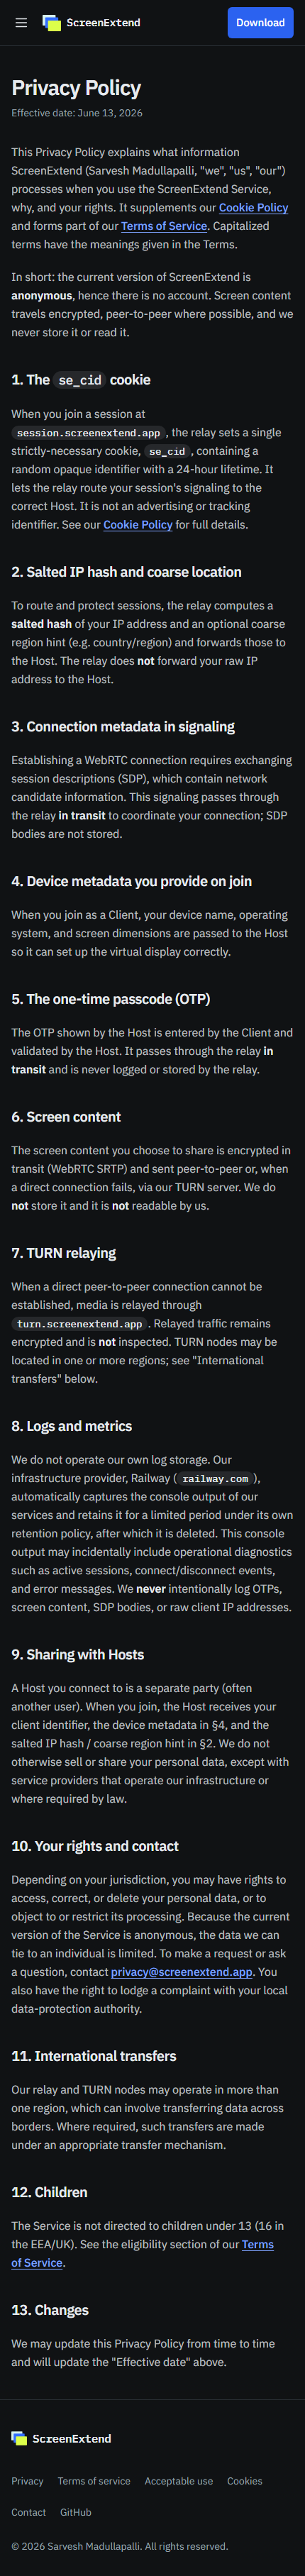 ScreenExtend
Download
Privacy Policy
Effective date: June 13, 2026
This Privacy Policy explains what information
ScreenExtend (Sarvesh Madullapalli, "we", "us", "our")
processes when you use the ScreenExtend Service,
why, and your rights. It supplements our Cookie Policy
and forms part of our Terms of Service. Capitalized
terms have the meanings given in the Terms.
In short: the current version of ScreenExtend is
anonymous, hence there is no account. Screen content
travels encrypted, peer-to-peer where possible, and we
never store it or read it.
1. The se_cid cookie
When you join a session at
session.screenextend.app, the relay sets a single
strictly-necessary cookie, se_cid, containing a
random opaque identifier with a 24-hour lifetime. It
lets the relay route your session's signaling to the
correct Host. It is not an advertising or tracking
identifier. See our Cookie Policy for full details.
2. Salted IP hash and coarse location
To route and protect sessions, the relay computes a
salted hash of your IP address and an optional coarse
region hint (e.g. country/region) and forwards those to
the Host. The relay does not forward your raw IP
address to the Host.
3. Connection metadata in signaling
Establishing a WebRTC connection requires exchanging
session descriptions (SDP), which contain network
candidate information. This signaling passes through
the relay in transit to coordinate your connection; SDP
bodies are not stored.
4. Device metadata you provide on join
When you join as a Client, your device name, operating
system, and screen dimensions are passed to the Host
so it can set up the virtual display correctly.
5. The one-time passcode (OTP)
The OTP shown by the Host is entered by the Client and
validated by the Host. It passes through the relay in
transit and is never logged or stored by the relay.
6. Screen content
The screen content you choose to share is encrypted in
transit (WebRTC SRTP) and sent peer-to-peer or, when
a direct connection fails, via our TURN server. We do
not store it and it is not readable by us.
7. TURN relaying
When a direct peer-to-peer connection cannot be
established, media is relayed through
turn.screenextend.app. Relayed traffic remains
encrypted and is not inspected. TURN nodes may be
located in one or more regions; see "International
transfers" below.
8. Logs and metrics
We do not operate our own log storage. Our
infrastructure provider, Railway (railway.com),
automatically captures the console output of our
services and retains it for a limited period under its own
retention policy, after which it is deleted. This console
output may incidentally include operational diagnostics
such as active sessions, connect/disconnect events,
and error messages. We never intentionally log OTPs,
screen content, SDP bodies, or raw client IP addresses.
9. Sharing with Hosts
A Host you connect to is a separate party (often
another user). When you join, the Host receives your
client identifier, the device metadata in §4, and the
salted IP hash / coarse region hint in §2. We do not
otherwise sell or share your personal data, except with
service providers that operate our infrastructure or
where required by law.
10. Your rights and contact
Depending on your jurisdiction, you may have rights to
access, correct, or delete your personal data, or to
object to or restrict its processing. Because the current
version of the Service is anonymous, the data we can
tie to an individual is limited. To make a request or ask
a question, contact privacy@screenextend.app. You
also have the right to lodge a complaint with your local
data-protection authority.
11. International transfers
Our relay and TURN nodes may operate in more than
one region, which can involve transferring data across
borders. Where required, such transfers are made
under an appropriate transfer mechanism.
12. Children
The Service is not directed to children under 13 (16 in
the EEA/UK). See the eligibility section of our Terms
of Service.
13. Changes
We may update this Privacy Policy from time to time
and will update the "Effective date" above.
ScreenExtend
Privacy Terms of service Acceptable use Cookies
Contact GitHub
© 2026 Sarvesh Madullapalli. All rights reserved.